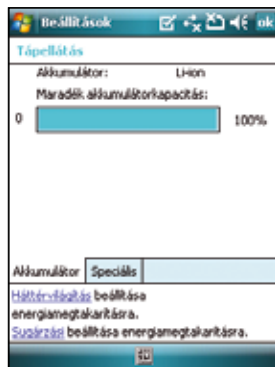 Beállítások ok
Tápellátás
Akkumulátor: Li-ion
Maradék akkumulátorkapacitás:
0 100%
Akkumulátor Speciális
Háttérvilágítás beállítása
energiamegtakarításra.
Sugárzási beállítása energiamegtakarításra.